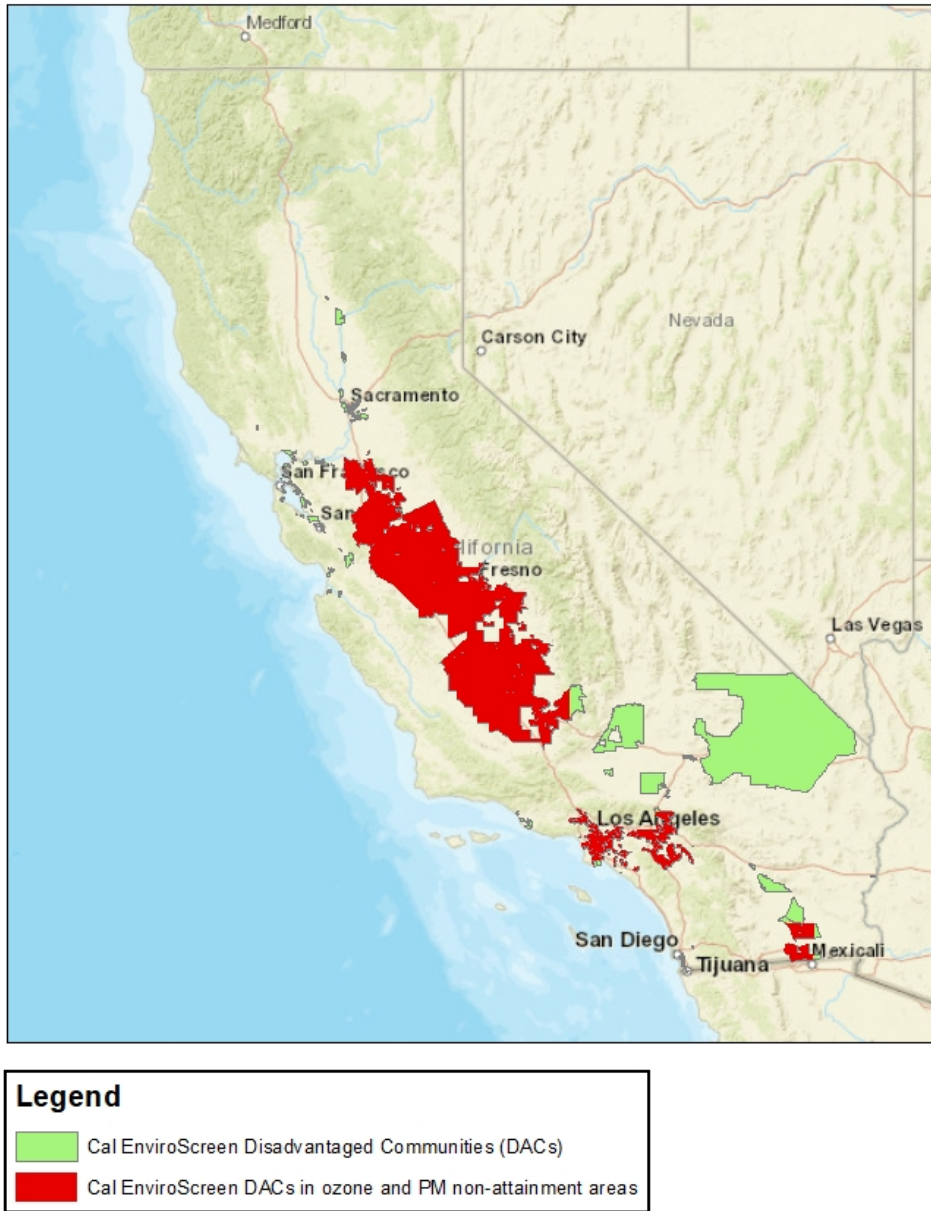 Medford
Carson City
Nevada
Sacramento
San Francisco
San
lifornia
Fresno
Las Vegas
Los Angeles
San Diego
Tijuana
Mexicali
Legend
Cal EnviroScreen Disadvantaged Communities (DACs)
Cal EnviroScreen DACs in ozone and PM non-attainment areas